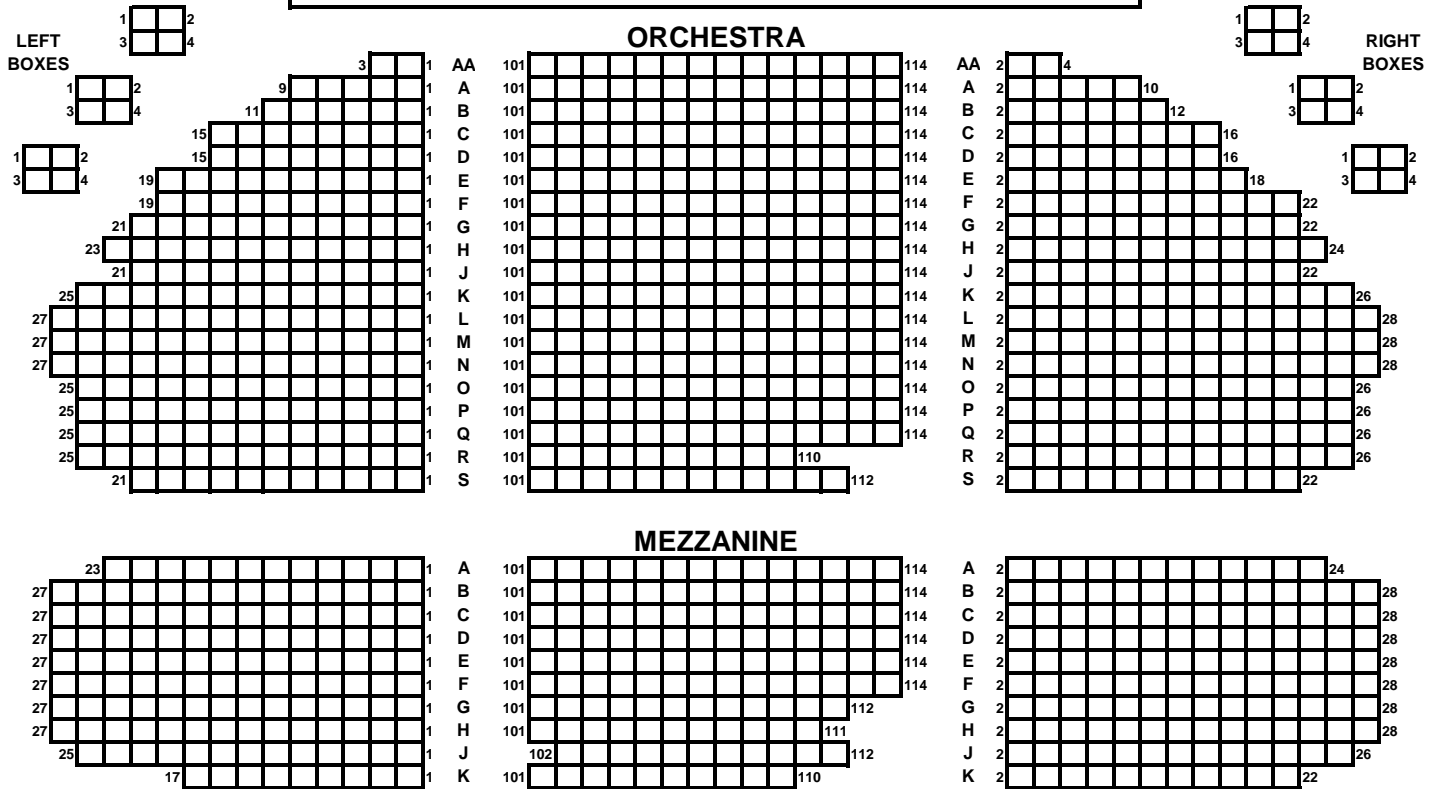 1 2
1 2
ORCHESTRA
3 4
3 4
LEFT
BOXES
RIGHT
BOXES
3 1 AA 101 114 AA 2 4
1 2
9 1 A 101 114 A 2 10
1 2
3 4
11 1 B 101 114 B 2 12
3 4
15 1 C 101 114 C 2 16
1 2
15 1 D 101 114 D 2 16
1 2
3 4
19 1 E 101 114 E 2 18
3 4
19 1 F 101 114 F 2 22
21 1 G 101 114 G 2 22
23 1 H 101 114 H 2 24
21 1 J 101 114 J 2 22
25 1 K 101 114 K 2 26
27 1 L 101 114 L 2 28
27 1 M 101 114 M 2 28
27 1 N 101 114 N 2 28
25 1 O 101 114 O 2 26
25 1 P 101 114 P 2 26
25 1 Q 101 114 Q 2 26
25 1 R 101 110 R 2 26
21 1 S 101 112 S 2 22
MEZZANINE
23 1 A 101 114 A 2 24
27 1 B 101 114 B 2 28
27 1 C 101 114 C 2 28
27 1 D 101 114 D 2 28
27 1 E 101 114 E 2 28
27 1 F 101 114 F 2 28
27 1 G 101 112 G 2 28
27 1 H 101 111 H 2 28
25 1 J 102 112 J 2 26
17 1 K 101 110 K 2 22